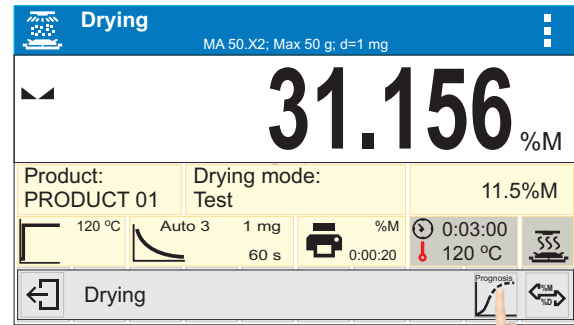 Drying
MA 50.X2; Max 50 g; d=1 mg
31.156 %M
Product:
PRODUCT 01
Drying mode:
Test
11.5%M
120 ºC
Auto 3 1 mg
60 s
%M
0:00:20
0:03:00
120 ºC
Drying
Prognosis
%M
%D